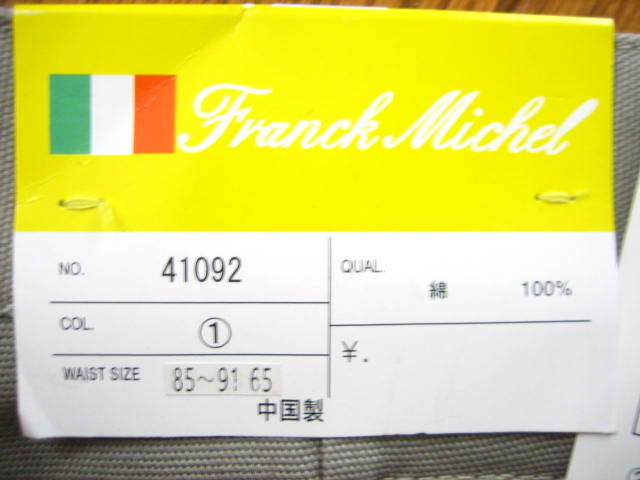 Franck Michel
NO. 41092
COL. ①
WAIST SIZE 85~91 65
QUAL.
綿 100%
¥.
中国製